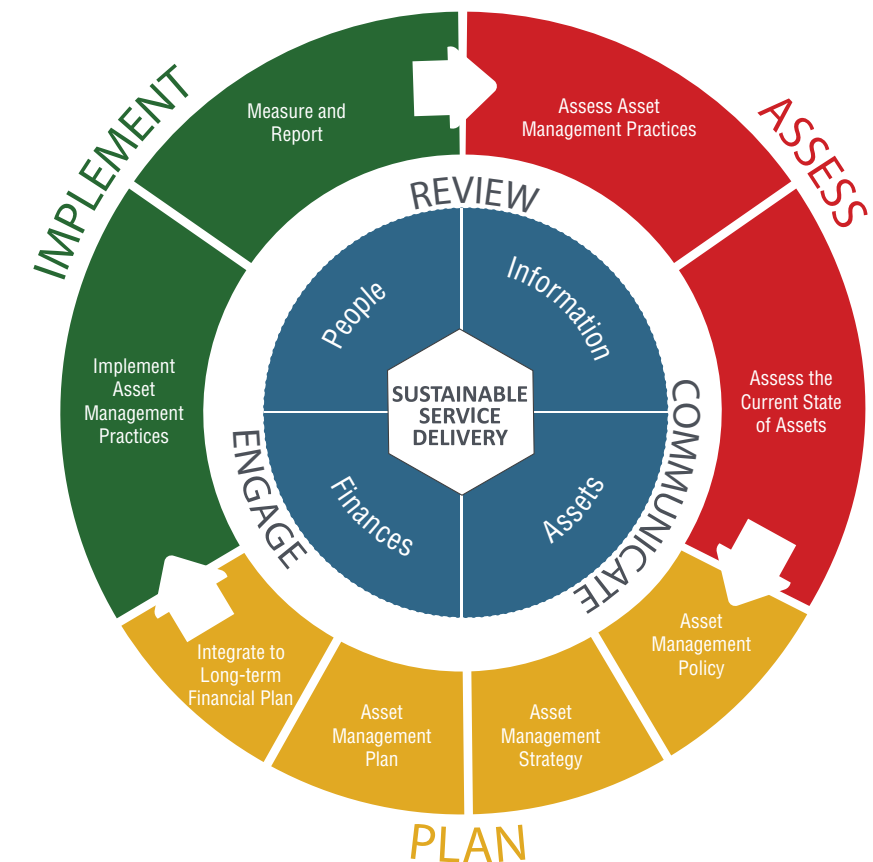 IMPLEMENT
Measure and
Report
Assess Asset
Management Practices
ASSESS
REVIEW
People
Information
Implement
Asset
Management
Practices
SUSTAINABLE
SERVICE
DELIVERY
Assess the
Current State
of Assets
ENGAGE
Finances
Assets
COMMUNICATE
Integrate to
Long-term
Financial Plan
Asset
Management
Plan
Asset
Management
Strategy
Asset
Management
Policy
PLAN